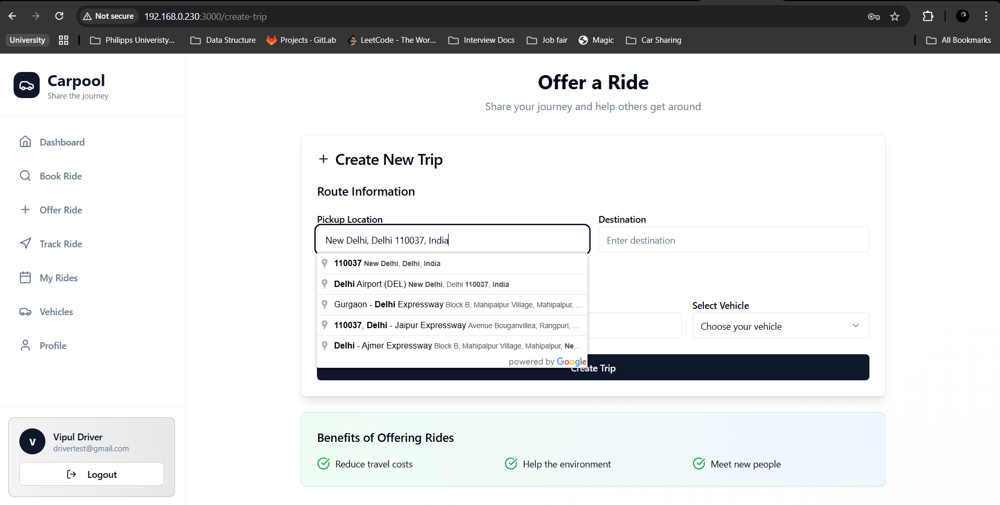 Not secure 192.168.0.230:3000/create-trip
University Philipps Univeristy... Data Structure Projects · GitLab LeetCode - The Wor... Interview Docs Job fair Magic Car Sharing All Bookmarks
Carpool
Share the journey
Dashboard
Book Ride
Offer Ride
Track Ride
My Rides
Vehicles
Profile
V
Vipul Driver
drivertest@gmail.com
Logout
Offer a Ride
Share your journey and help others get around
Create New Trip
Route Information
Pickup Location Destination
New Delhi, Delhi 110037, India Enter destination
110037 New Delhi, Delhi, India
Delhi Airport (DEL) New Delhi, Delhi 110037, India
Gurgaon - Delhi Expressway Block B, Mahipalpur Village, Mahipalpur, ...
110037, Delhi - Jaipur Expressway Avenue Bouganvillea, Rangpuri, ...
Delhi - Ajmer Expressway Block B, Mahipalpur Village, Mahipalpur, Ne...
powered by Google
Select Vehicle
Choose your vehicle
Create Trip
Benefits of Offering Rides
Reduce travel costs Help the environment Meet new people